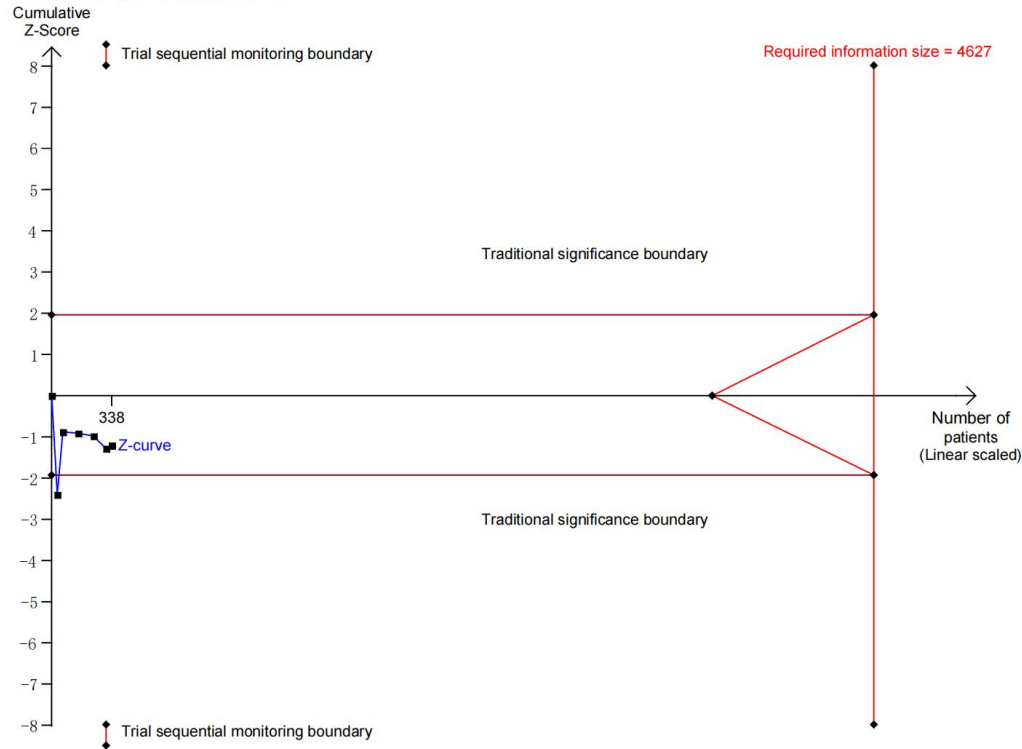 Cumulative
Z-Score
Trial sequential monitoring boundary
Required information size = 4627
8
7
6
5
4
Traditional significance boundary
3
2
1
338
Number of
patients
(Linear scaled)
-1
Z-curve
-2
-3
Traditional significance boundary
-4
-5
-6
-7
-8
Trial sequential monitoring boundary